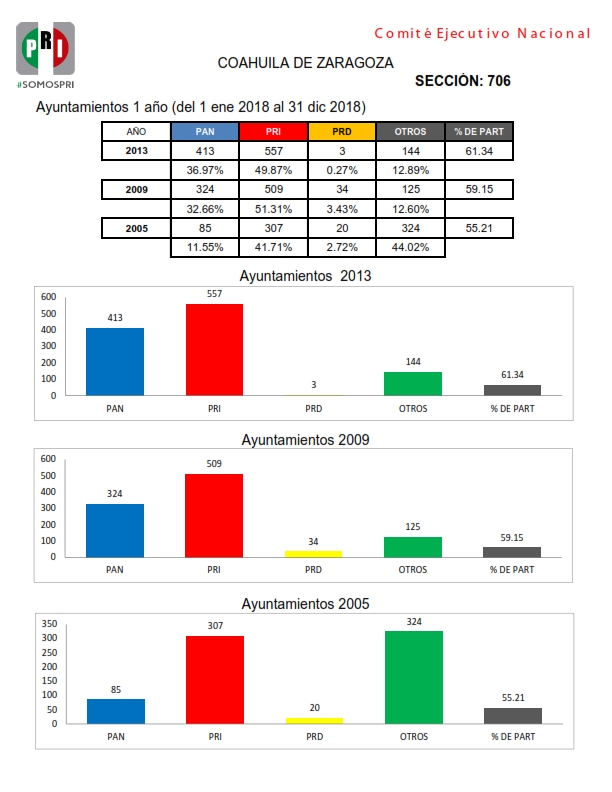 Comité Ejecutivo Nacional
PRI
#SOMOSPRI
COAHUILA DE ZARAGOZA
SECCIÓN: 706
Ayuntamientos 1 año (del 1 ene 2018 al 31 dic 2018)
AÑO PAN PRI PRD OTROS % DE PART
2013 413 557 3 144 61.34
36.97% 49.87% 0.27% 12.89%
2009 324 509 34 125 59.15
32.66% 51.31% 3.43% 12.60%
2005 85 307 20 324 55.21
11.55% 41.71% 2.72% 44.02%
Ayuntamientos 2013
600
500
400
300
200
100
0
413 557 3 144 61.34
PAN PRI PRD OTROS % DE PART
Ayuntamientos 2009
600
500
400
300
200
100
0
324 509 34 125 59.15
PAN PRI PRD OTROS % DE PART
Ayuntamientos 2005
350
300
250
200
150
100
50
0
85 307 20 324 55.21
PAN PRI PRD OTROS % DE PART